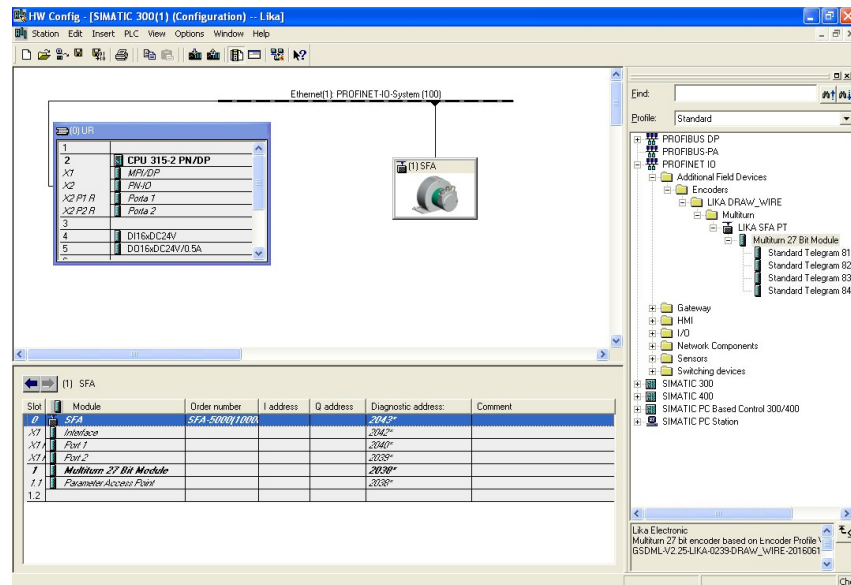 HW Config - [SIMATIC 300(1) (Configuration) -- Lika]
Station Edit Insert PLC View Options Window Help
Ethernet(1): PROFINET-IO-System (100)
(0) UR
1
2 CPU 315-2 PN/DP
X1 MPI/DP
X2 PN-IO
X2 P1 R Porta 1
X2 P2 R Porta 2
3
4 DI16xDC24V
5 DO16xDC24V/0.5A
(1) SFA
Find:
Profile: Standard
PROFIBUS DP
PROFIBUS-PA
PROFINET IO
Additional Field Devices
Encoders
LIKA DRAW_WIRE
Multiturn
LIKA SFA PT
Multiturn 27 Bit Module
Standard Telegram 81
Standard Telegram 82
Standard Telegram 83
Standard Telegram 84
Gateway
HMI
I/O
Network Components
Sensors
Switching devices
SIMATIC 300
SIMATIC 400
SIMATIC PC Based Control 300/400
SIMATIC PC Station
(1) SFA
Slot Module Order number I address Q address Diagnostic address: Comment
0 SFA SFA-5000(1000 2043*
X1 Interface 2042*
X1 Port 1 2040*
X1 Port 2 2039*
1 Multiturn 27 Bit Module 2038*
1.1 Parameter Access Point 2038*
1.2
Lika Electronic
Multiturn 27 bit encoder based on Encoder Profile
GSDML-V2.25-LIKA-0239-DRAW_WIRE-2016061